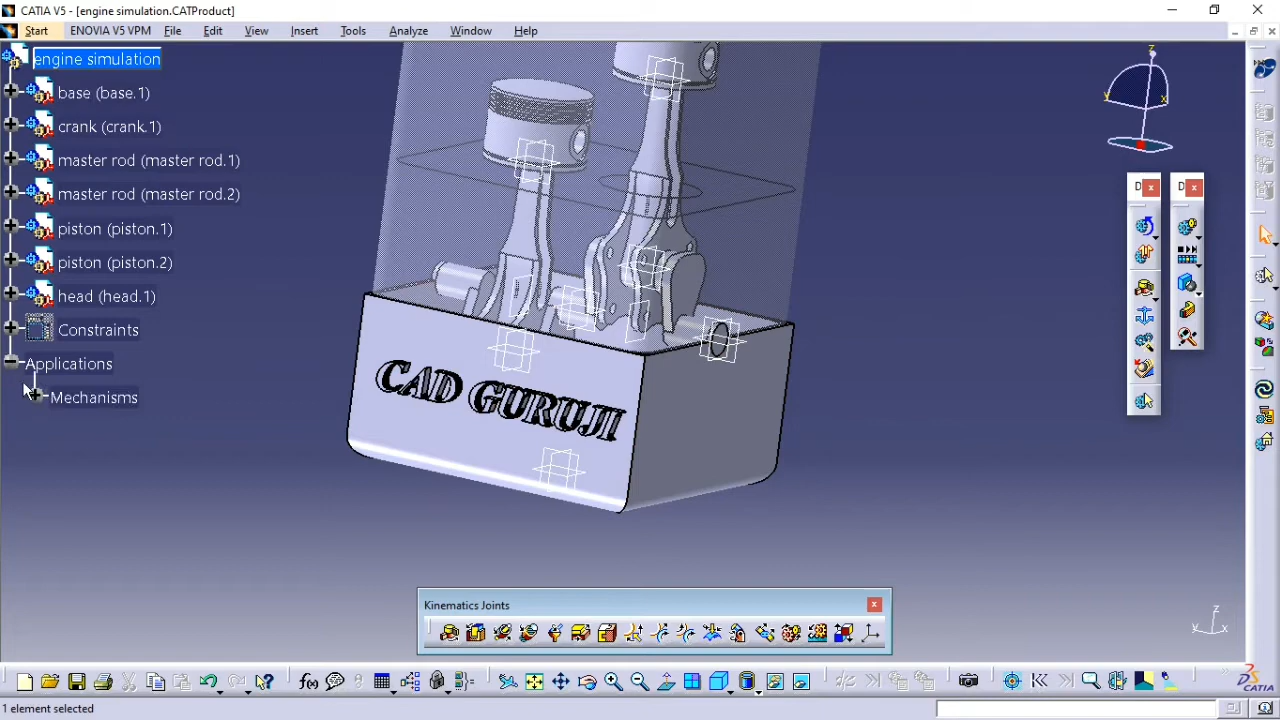 CATIA V5 - [engine simulation.CATProduct]
Start ENOVIA V5 VPM File Edit View Insert Tools Analyze Window Help
engine simulation
base (base.1)
crank (crank.1)
master rod (master rod.1)
master rod (master rod.2)
piston (piston.1)
piston (piston.2)
head (head.1)
Constraints
Applications
Mechanisms
CAD GURUJI
z
y
x
D x
D x
Kinematics Joints x
z
y x
f(x)
CATIA
1 element selected